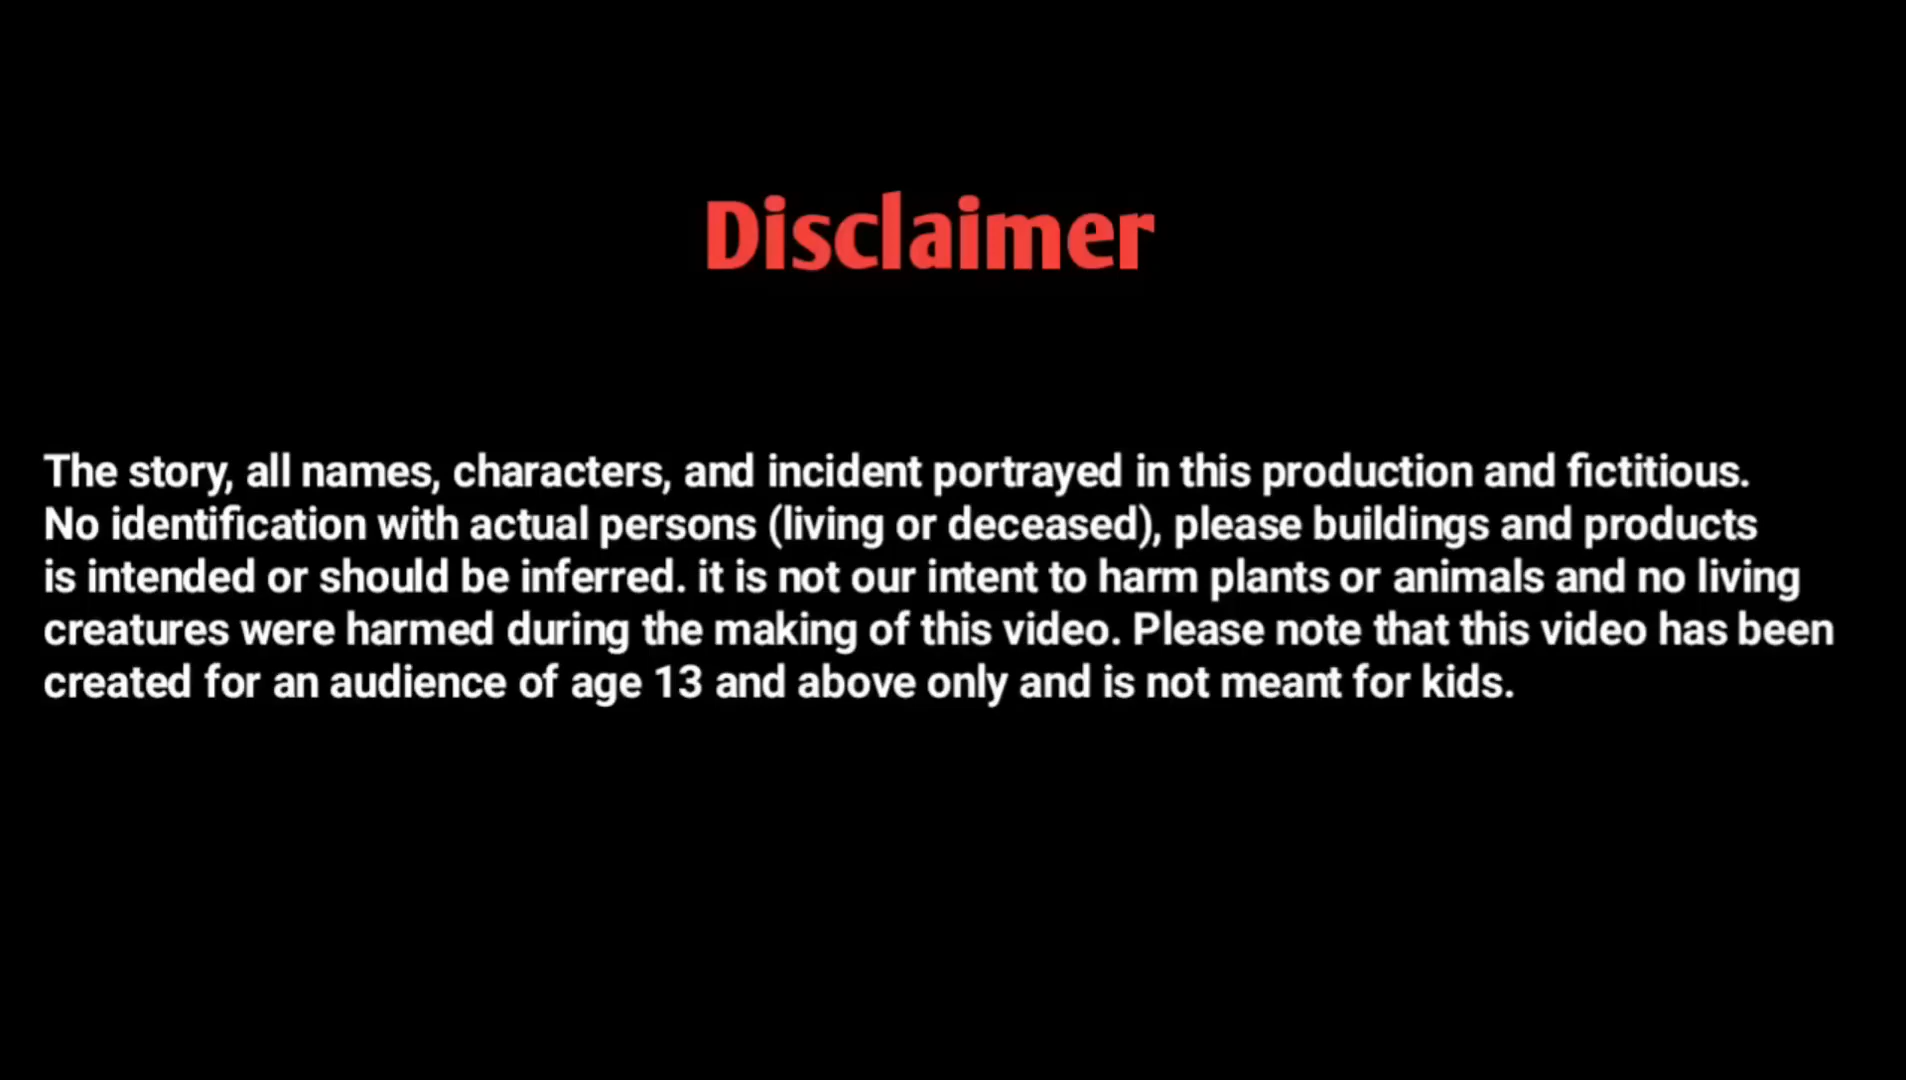 Disclaimer
The story, all names, characters, and incident portrayed in this production and fictitious.
No identification with actual persons (living or deceased), please buildings and products
is intended or should be inferred. it is not our intent to harm plants or animals and no living
creatures were harmed during the making of this video. Please note that this video has been
created for an audience of age 13 and above only and is not meant for kids.